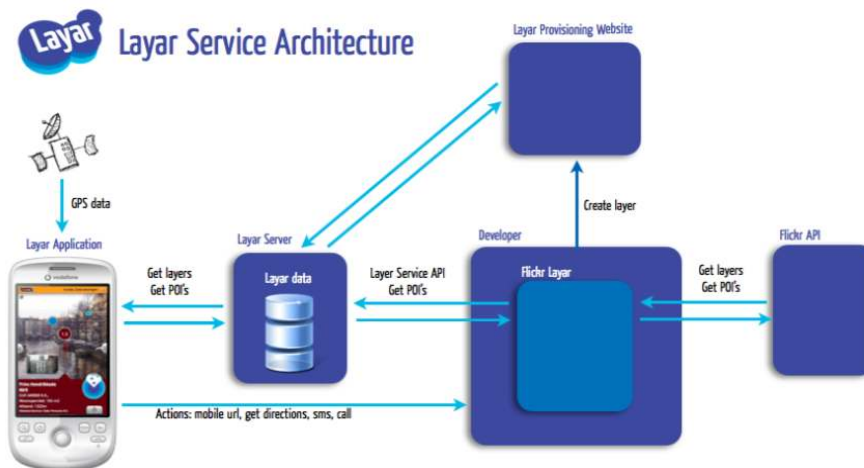 Layar
Layar Service Architecture
Layar Provisioning Website
GPS data
Create layer
Layar Application
Layar Server
Developer
Flickr API
vodafone
Layar data
Flickr Layar
Get layers
Get POI's
Layer Service API
Get POI's
Get layers
Get POI's
Actions: mobile url, get directions, sms, call